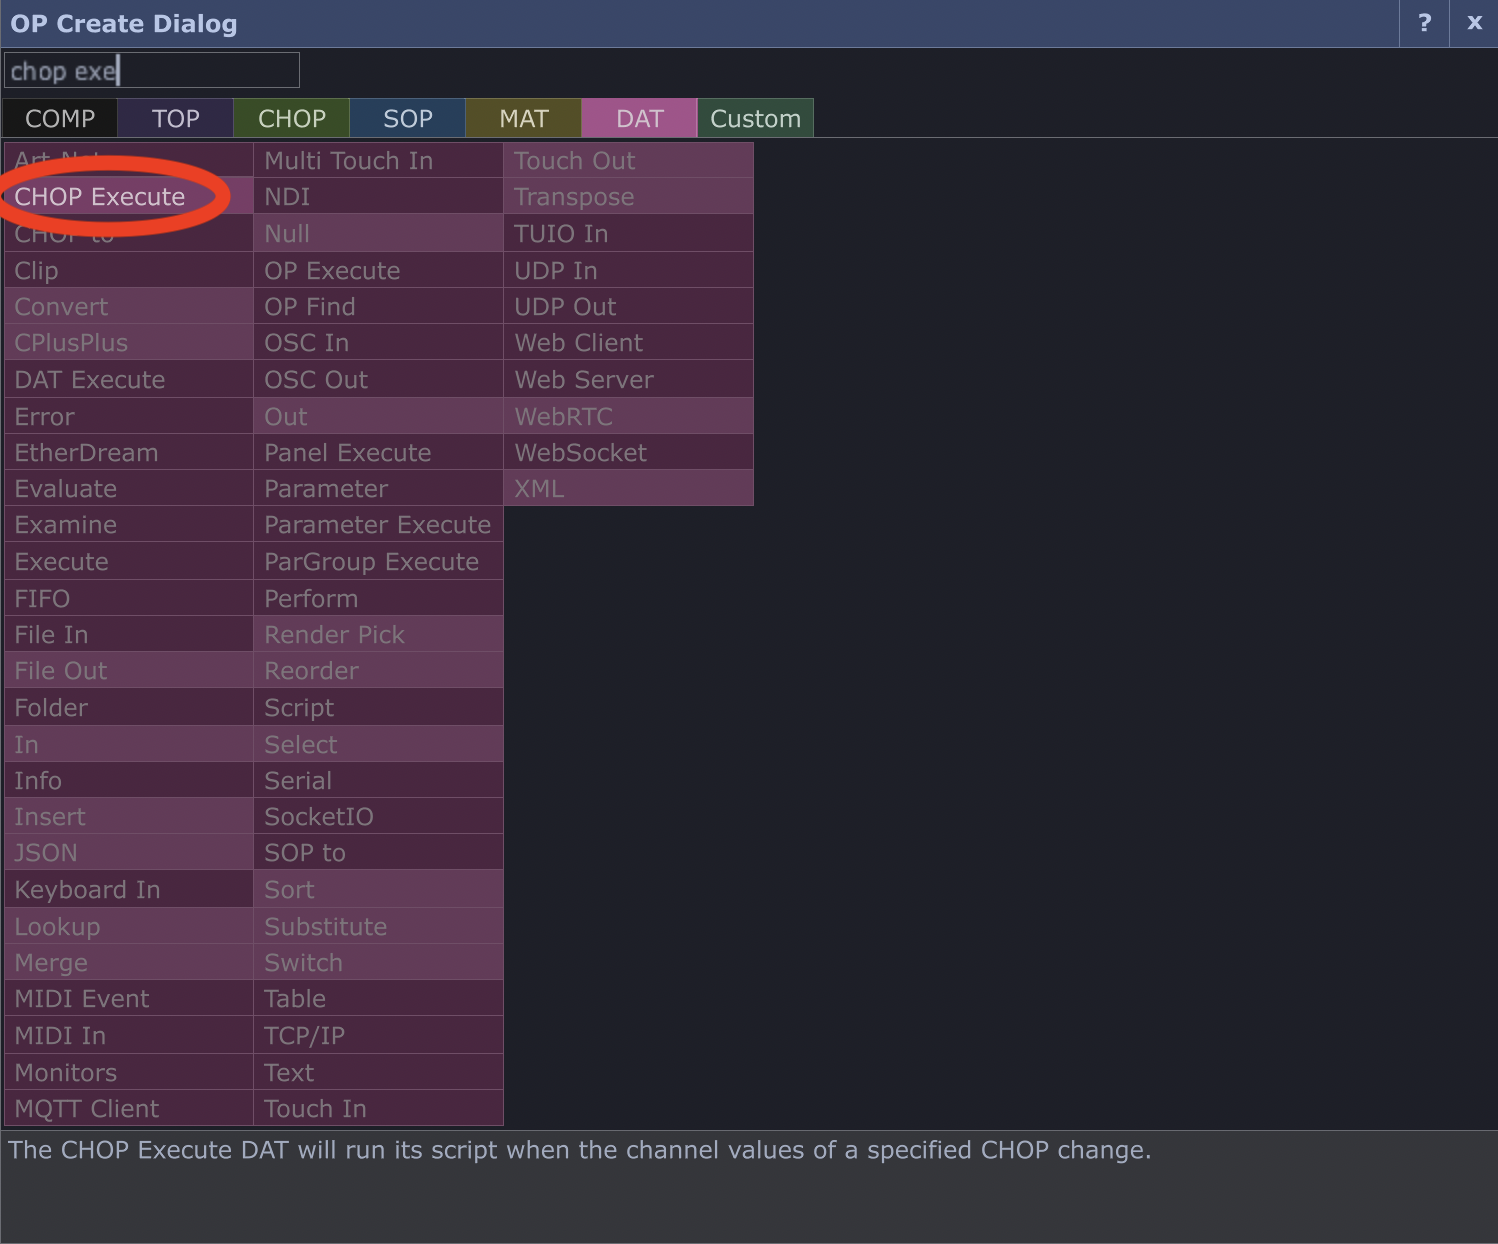 OP Create Dialog ? x
chop exe
COMP TOP CHOP SOP MAT DAT Custom
Art-Net Multi Touch In Touch Out
CHOP Execute NDI Transpose
CHOP to Null TUIO In
Clip OP Execute UDP In
Convert OP Find UDP Out
CPlusPlus OSC In Web Client
DAT Execute OSC Out Web Server
Error Out WebRTC
EtherDream Panel Execute WebSocket
Evaluate Parameter XML
Examine Parameter Execute
Execute ParGroup Execute
FIFO Perform
File In Render Pick
File Out Reorder
Folder Script
In Select
Info Serial
Insert SocketIO
JSON SOP to
Keyboard In Sort
Lookup Substitute
Merge Switch
MIDI Event Table
MIDI In TCP/IP
Monitors Text
MQTT Client Touch In
The CHOP Execute DAT will run its script when the channel values of a specified CHOP change.